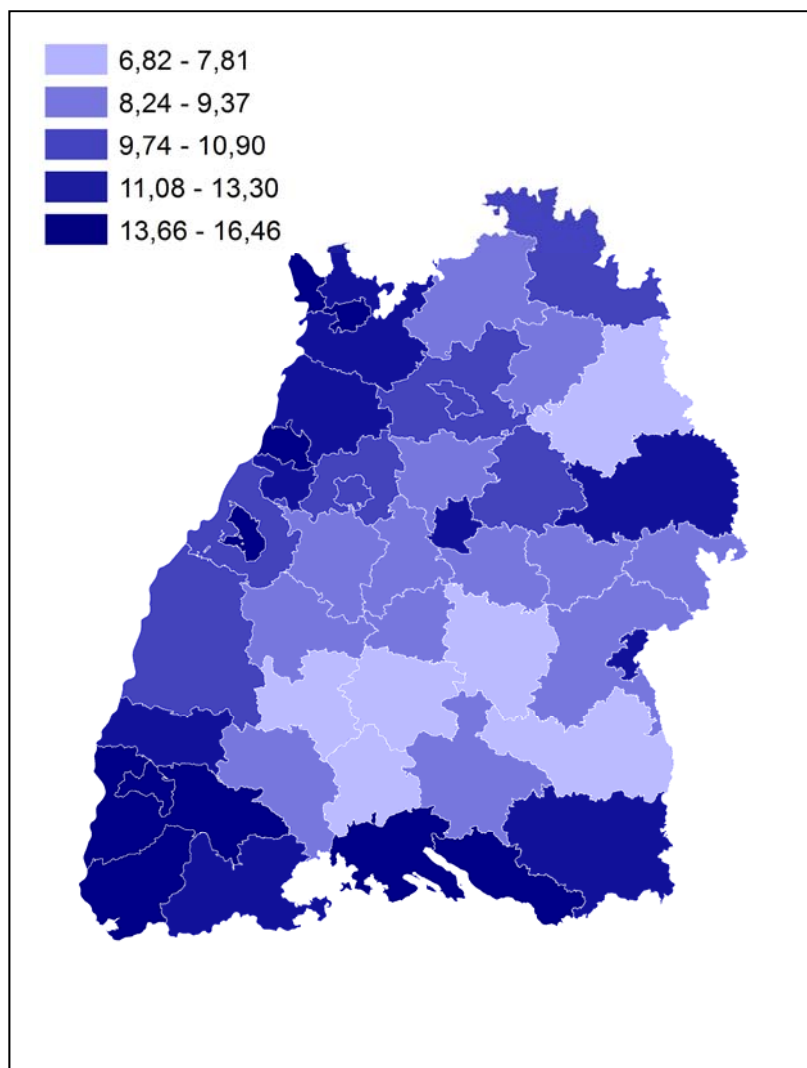 6,82 - 7,81
8,24 - 9,37
9,74 - 10,90
11,08 - 13,30
13,66 - 16,46